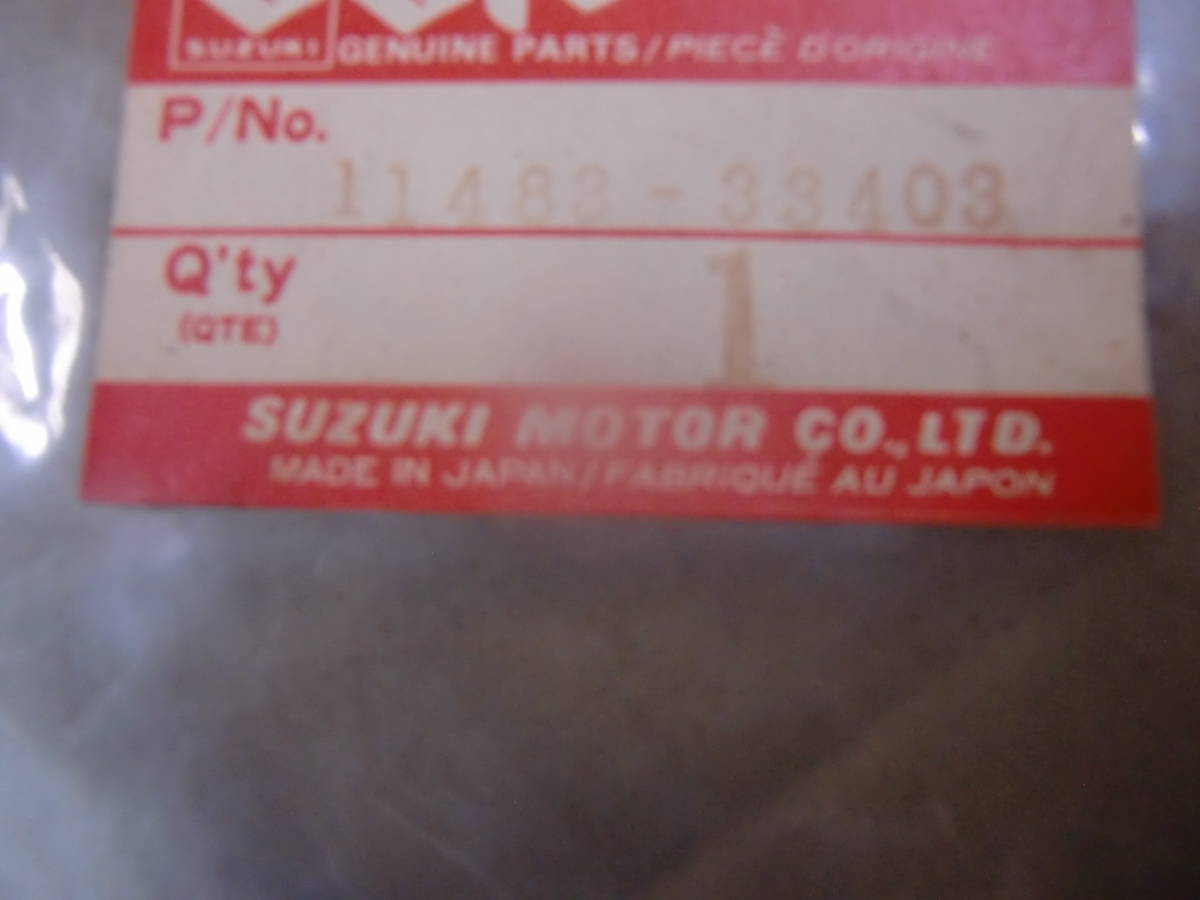 SUZUKI GENUINE PARTS/PIECÈ D'ORIGINE
P/No.
11483-33403
Q'ty 1
(QTE)
SUZUKI MOTOR CO., LTD.
MADE IN JAPAN/FABRIQUÉ AU JAPON